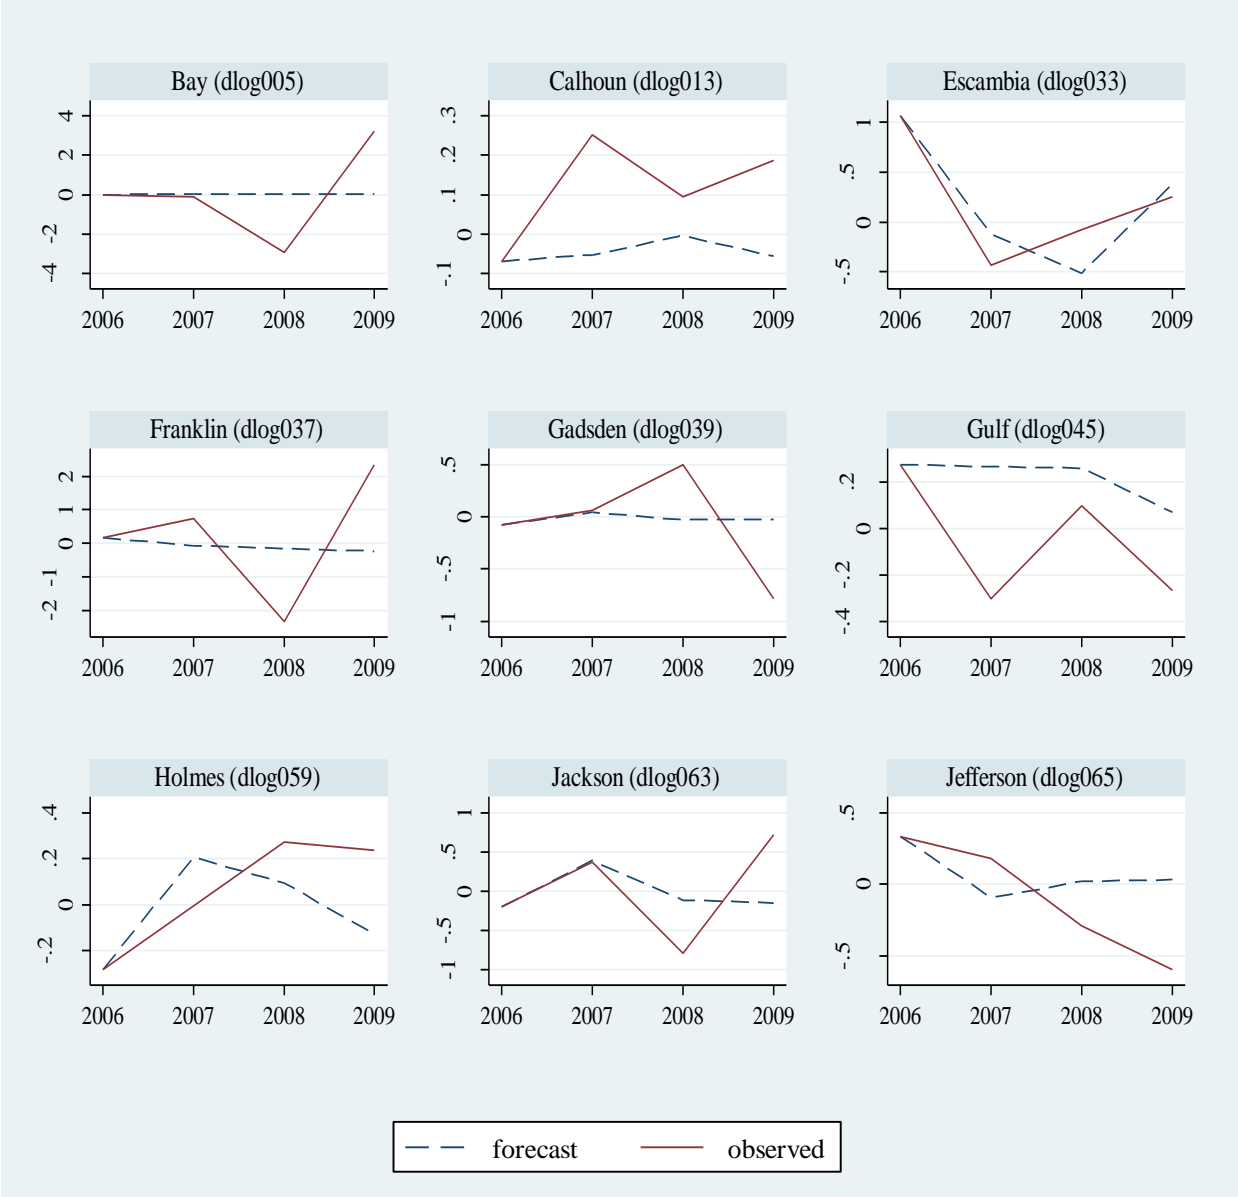 Bay (dlog005)
4
2
0
-2
-4
2006 2007 2008 2009
Calhoun (dlog013)
.3
.2
.1
0
-.1
2006 2007 2008 2009
Escambia (dlog033)
1
.5
0
-.5
2006 2007 2008 2009
Franklin (dlog037)
2
1
0
-1
-2
2006 2007 2008 2009
Gadsden (dlog039)
.5
0
-.5
-1
2006 2007 2008 2009
Gulf (dlog045)
.2
0
-.2
-.4
2006 2007 2008 2009
Holmes (dlog059)
.4
.2
0
-.2
2006 2007 2008 2009
Jackson (dlog063)
1
.5
0
-.5
-1
2006 2007 2008 2009
Jefferson (dlog065)
.5
0
-.5
2006 2007 2008 2009
forecast observed